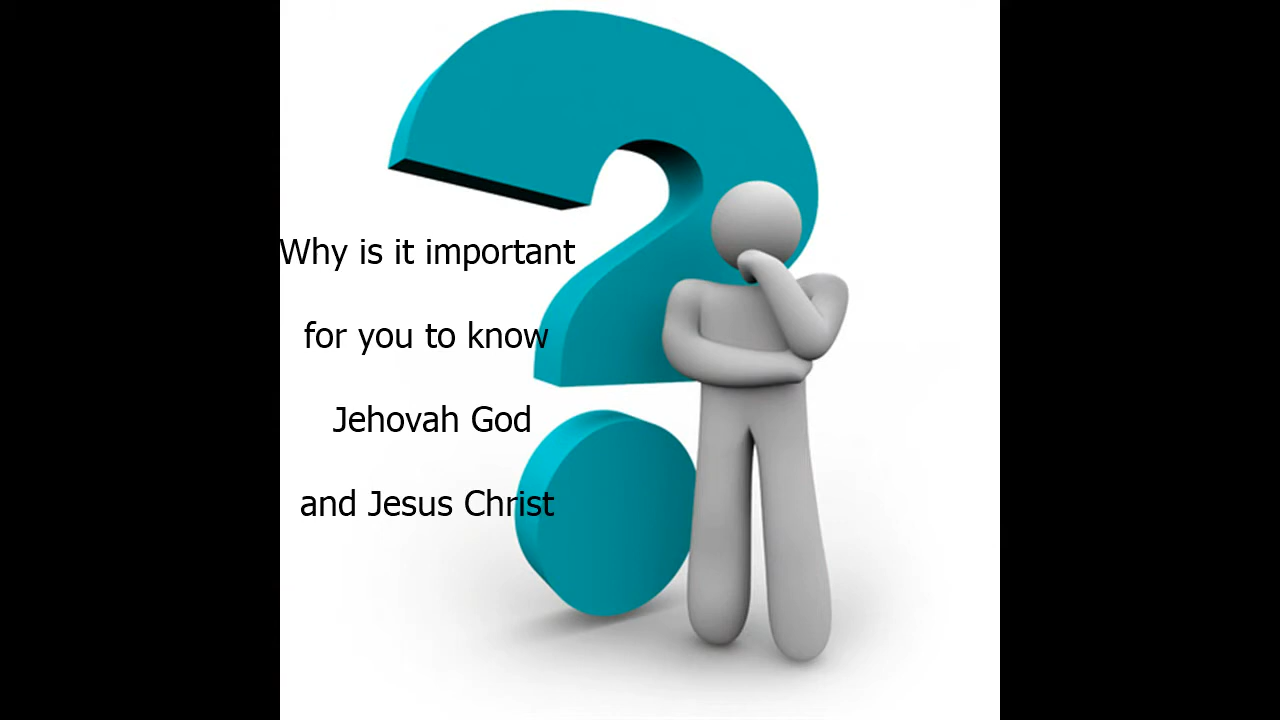 Why is it important
for you to know
Jehovah God
and Jesus Christ